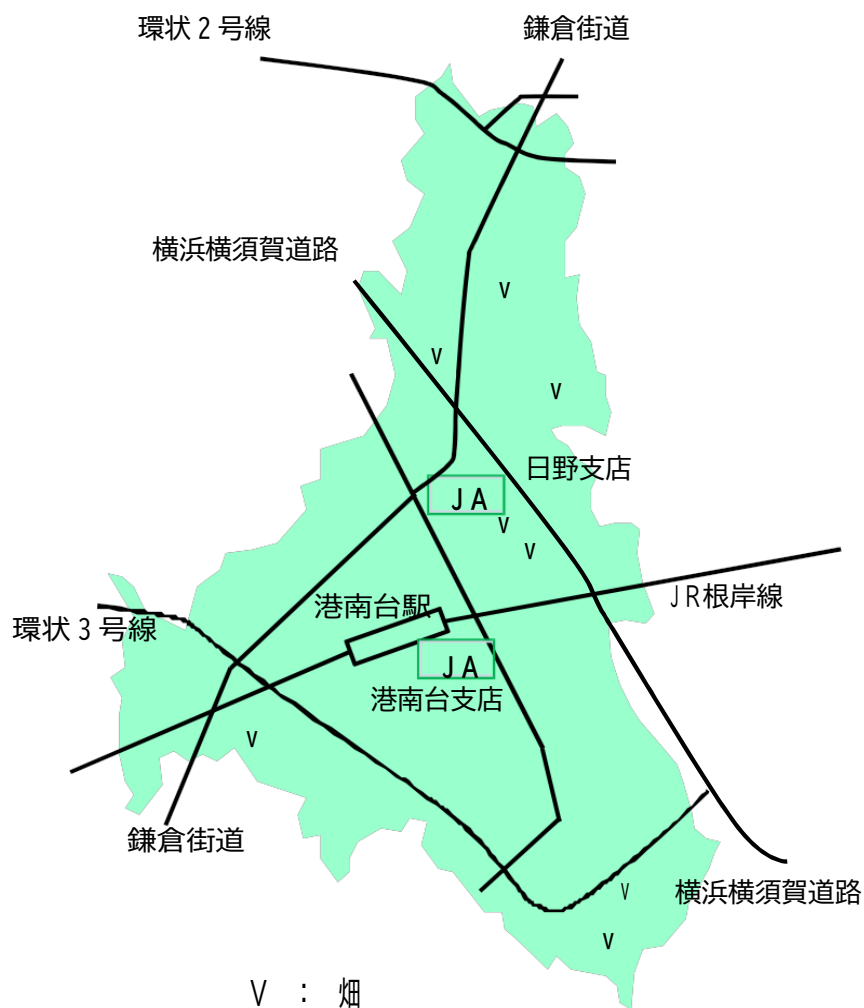 環状2号線
鎌倉街道
横浜横須賀道路
V
V
V
日野支店
JA
V
V
JR根岸線
港南台駅
環状3号線
JA
港南台支店
V
鎌倉街道
横浜横須賀道路
V
V
V : 畑